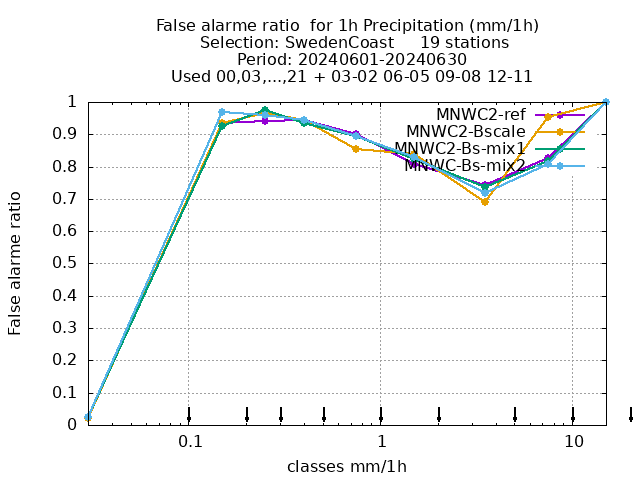 False alarme ratio  for 1h Precipitation (mm/1h)
Selection: SwedenCoast     19 stations
Period: 20240601-20240630
Used 00,03,...,21 + 03-02 06-05 09-08 12-11
MNWC2-ref
MNWC2-Bscale
MNWC2-Bs-mix1
MNWC-Bs-mix2
1
0.9
0.8
0.7
0.6
0.5
0.4
0.3
0.2
0.1
0
False alarme ratio
0.1 1 10
classes mm/1h